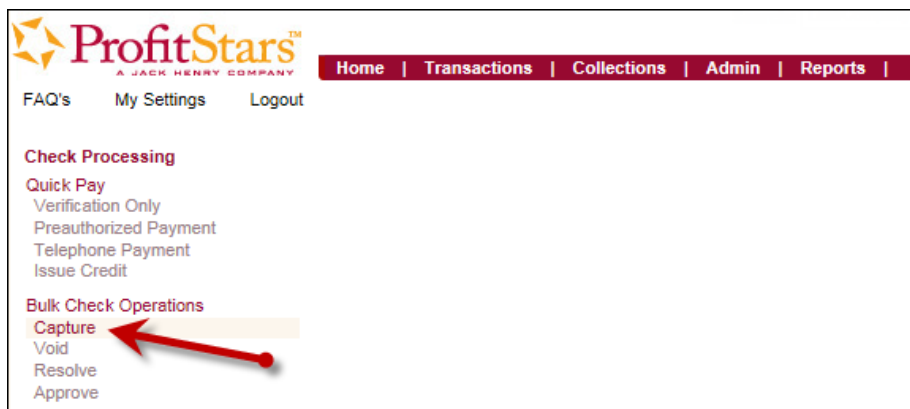 ProfitStars™
A JACK HENRY COMPANY
Home | Transactions | Collections | Admin | Reports |
FAQ's My Settings Logout
Check Processing
Quick Pay
Verification Only
Preauthorized Payment
Telephone Payment
Issue Credit
Bulk Check Operations
Capture
Void
Resolve
Approve